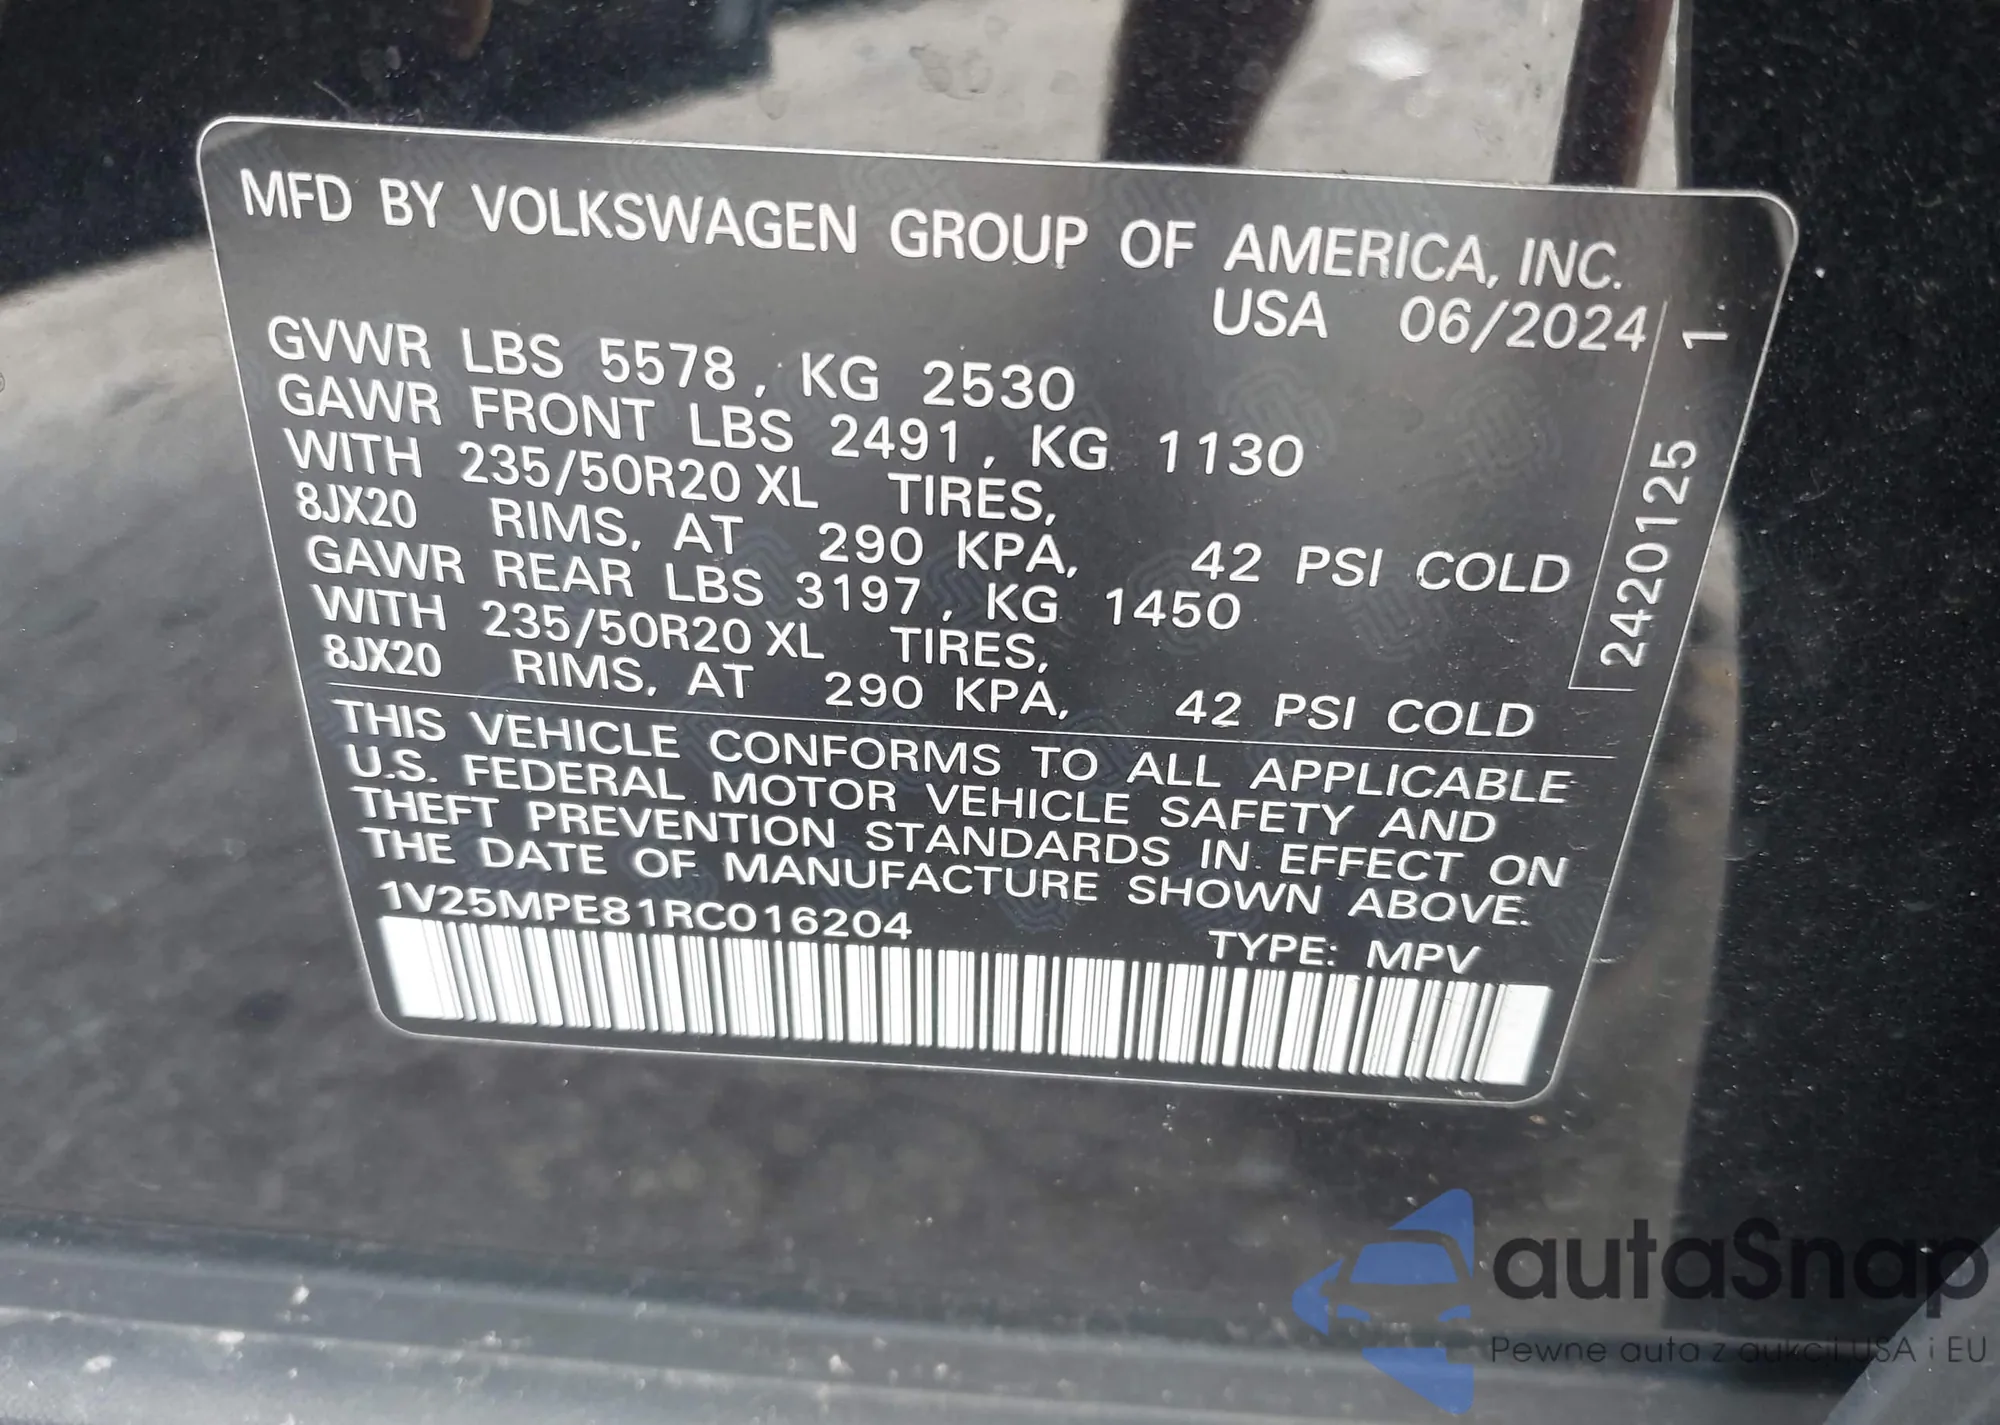 MFD BY VOLKSWAGEN GROUP OF AMERICA, INC.
USA 06/2024
GVWR LBS 5578, KG 2530
GAWR FRONT LBS 2491, KG 1130
WITH 235/50R20 XL TIRES,
8JX20 RIMS, AT 290 KPA, 42 PSI COLD
GAWR REAR LBS 3197, KG 1450
WITH 235/50R20 XL TIRES,
8JX20 RIMS, AT 290 KPA, 42 PSI COLD
2420125 1
THIS VEHICLE CONFORMS TO ALL APPLICABLE
U.S. FEDERAL MOTOR VEHICLE SAFETY AND
THEFT PREVENTION STANDARDS IN EFFECT ON
THE DATE OF MANUFACTURE SHOWN ABOVE.
1V25MPE81RC016204
TYPE: MPV
autaSnap
Pewne auta z aukcji USA i EU